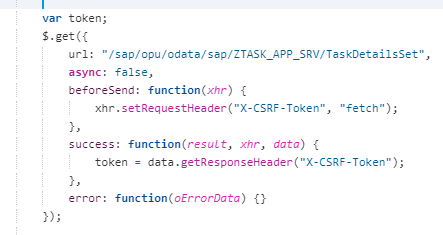 var token;
$.get({
url: "/sap/opu/odata/sap/ZTASK_APP_SRV/TaskDetailsSet",
async: false,
beforeSend: function(xhr) {
xhr.setRequestHeader("X-CSRF-Token", "fetch");
},
success: function(result, xhr, data) {
token = data.getResponseHeader("X-CSRF-Token");
},
error: function(oErrorData) {}
});